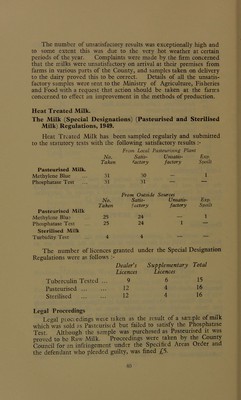 The number of unsatisfactory results was exceptionally high and
to some extent this was due to the very hot weather at certain
periods of the year. Complaints were made by the firm concerned
that the milks were unsatisfactory on arrival at their premises from
farms in various parts of the County, and samples taken on delivery
to the dairy proved this to be correct. Details of all the unsatis-
factory samples were sent to the Ministry of Agriculture, Fisheries
and Food with a request that action should be taken at the farms
concerned to effect an improvement in the methods of production.
Heat Treated Milk.
The Milk (Special Designations) (Pasteurised and Sterilised
Milk) Regulations, 1949.
Heat Treated Milk has been sampled regularly and submitted
to the statutory tests with the following satisfactory results :-
From Local Pasteurising Plant
No. Satis- Unsatis- Exp.
Taken factory factory Spoilt
Pasteurised Milk.
Methylene Blue 31 30 — 1
Phosphatase Test 31 31 — —
From Outside Sources
No. Satis- Unsatis- Exp.
Taken factory factory Spoilt
Pasteurised Milk
Methylene Blue 25 24 — 1
Phosphatase Test 25 24 1 —
Sterilised Milk
Turbidity Test 4 4 — —
The number of licences granted under the Special Designation
Regulations were as follows :-
Dealer's Supplementary Total
Licences Licences
Tuberculin Tested ... 9 6 15
Pasteurised ... 12 4 16
Sterilised ... 12 4 16
Legal Proceedings
Legal proceedings were taken as the result of a sample of milk
which was sold as Pasteurised but failed to satisfy the Phosphatase
Test. Although the sample was purchased as Pasteurised it was
proved to be Raw Milk. Proceedings were taken by the County
Council for an infringement under the Specified Areas Order and
the defendant who pleaded guilty, was fined £5.